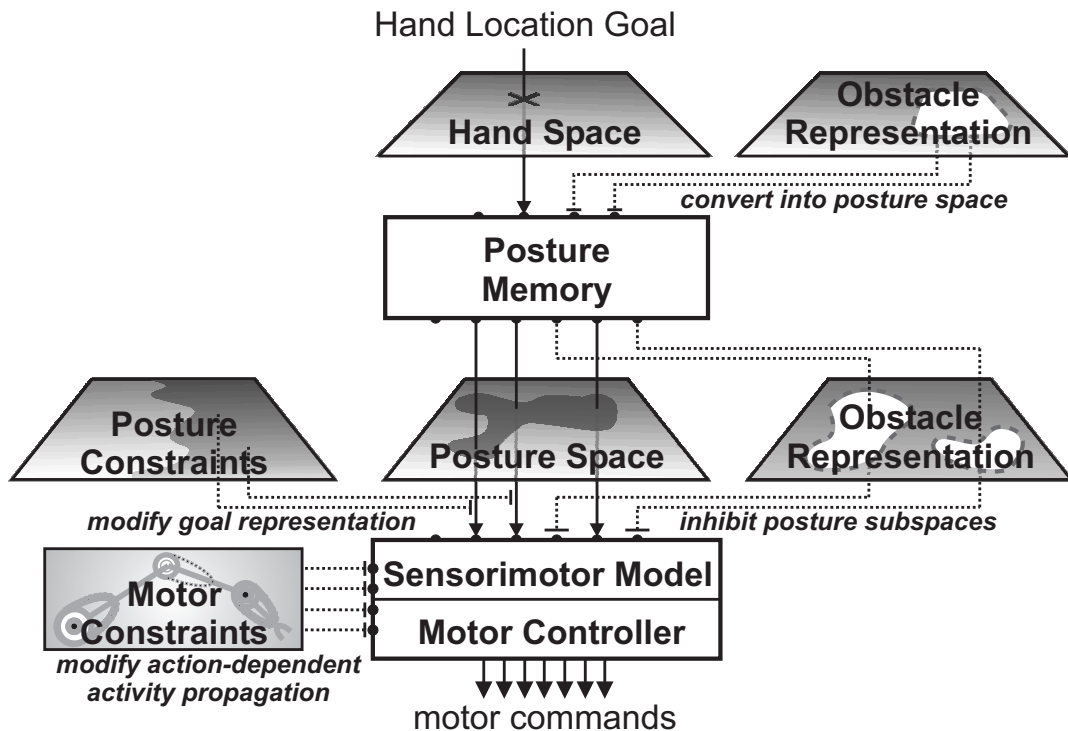 Hand Location Goal
Hand Space
Obstacle
Representation
convert into posture space
Posture
Memory
Posture
Constraints
Posture Space
Obstacle
Representation
modify goal representation
inhibit posture subspaces
Motor
Constraints
Sensorimotor Model
Motor Controller
modify action-dependent
activity propagation
motor commands